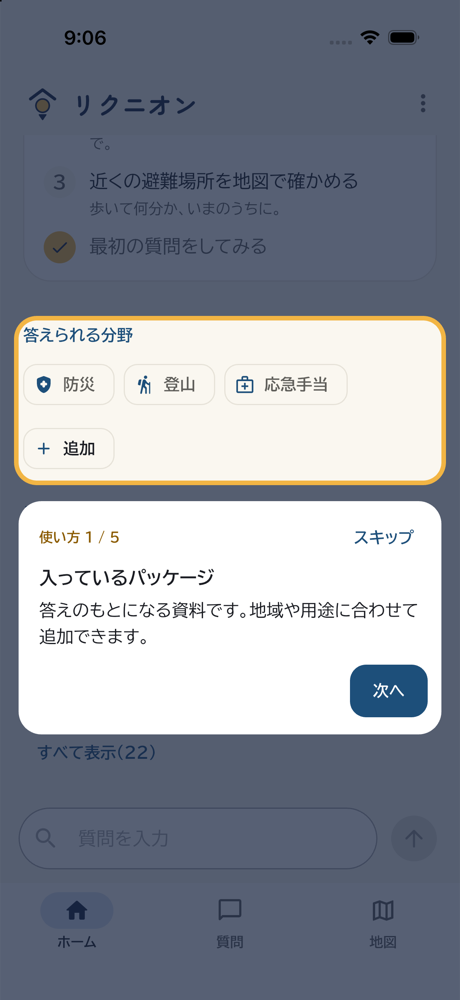 9:06
リクニオン
で。
3 近くの避難場所を地図で確かめる
歩いて何分か、いまのうちに。
最初の質問をしてみる
答えられる分野
防災 登山 応急手当
追加
使い方 1 / 5 スキップ
入っているパッケージ
答えのもとになる資料です。地域や用途に合わせて
追加できます。
次へ
すべて表示(22)
質問を入力
ホーム 質問 地図